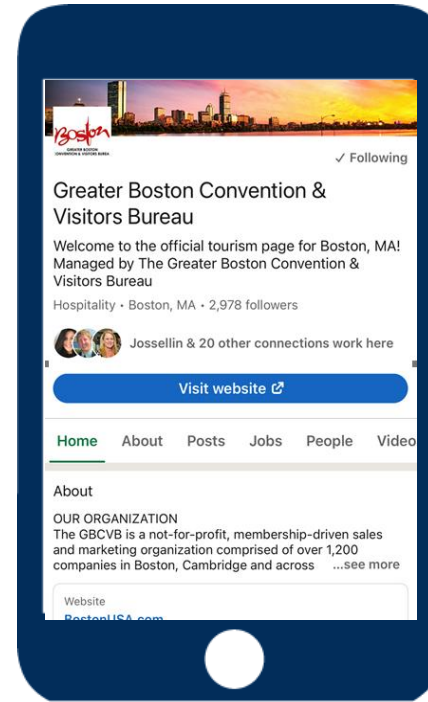 Boston
GREATER BOSTON
CONVENTION & VISITORS BUREAU
✓ Following
Greater Boston Convention &
Visitors Bureau
Welcome to the official tourism page for Boston, MA!
Managed by The Greater Boston Convention &
Visitors Bureau
Hospitality • Boston, MA • 2,978 followers
Jossellin & 20 other connections work here
Visit website
Home About Posts Jobs People Video
About
OUR ORGANIZATION
The GBCVB is a not-for-profit, membership-driven sales
and marketing organization comprised of over 1,200
companies in Boston, Cambridge and across ...see more
Website
BostonUSA.com